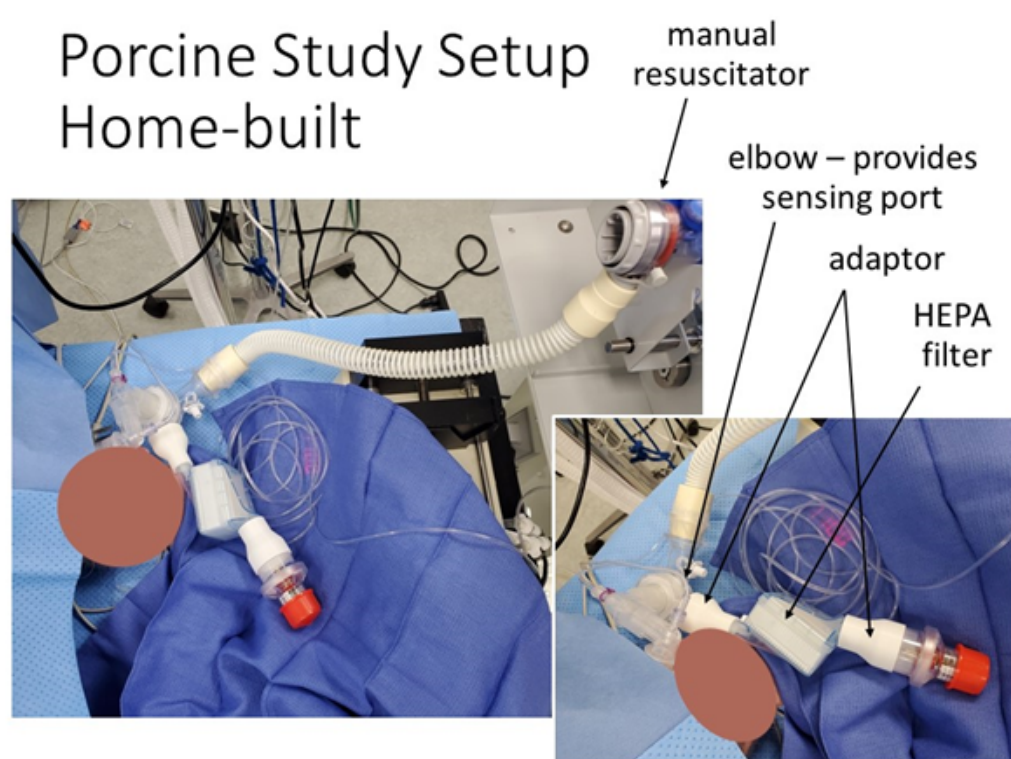 Porcine Study Setup
Home-built
manual
resuscitator
elbow – provides
sensing port
adaptor
HEPA
filter